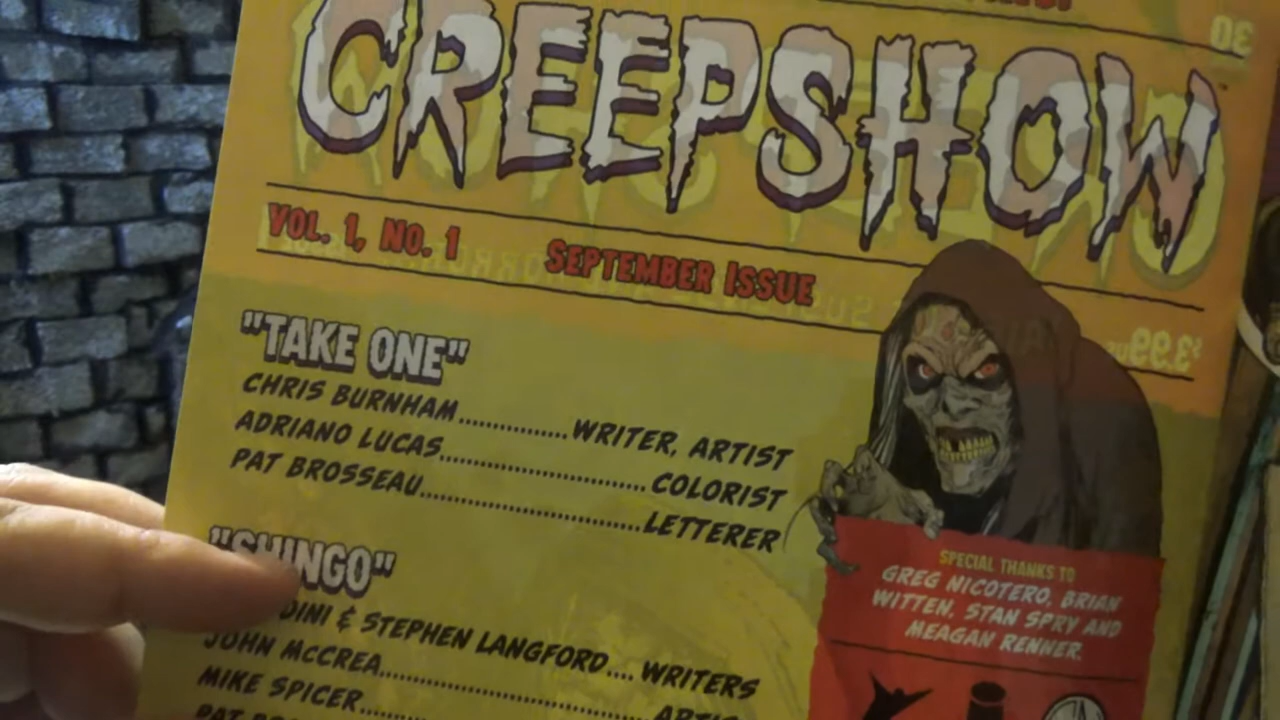 CREEPSHOW
VOL. 1, NO. 1 SEPTEMBER ISSUE
"TAKE ONE"
CHRIS BURNHAM..............WRITER, ARTIST
ADRIANO LUCAS..........................COLORIST
PAT BROSSEAU............................LETTERER
"SHINGO"
DINI & STEPHEN LANGFORD.... WRITERS
JOHN MCCREA
MIKE SPICER
SPECIAL THANKS TO
GREG NICOTERO, BRIAN
WITTEN, STAN SPRY AND
MEAGAN RENNER.